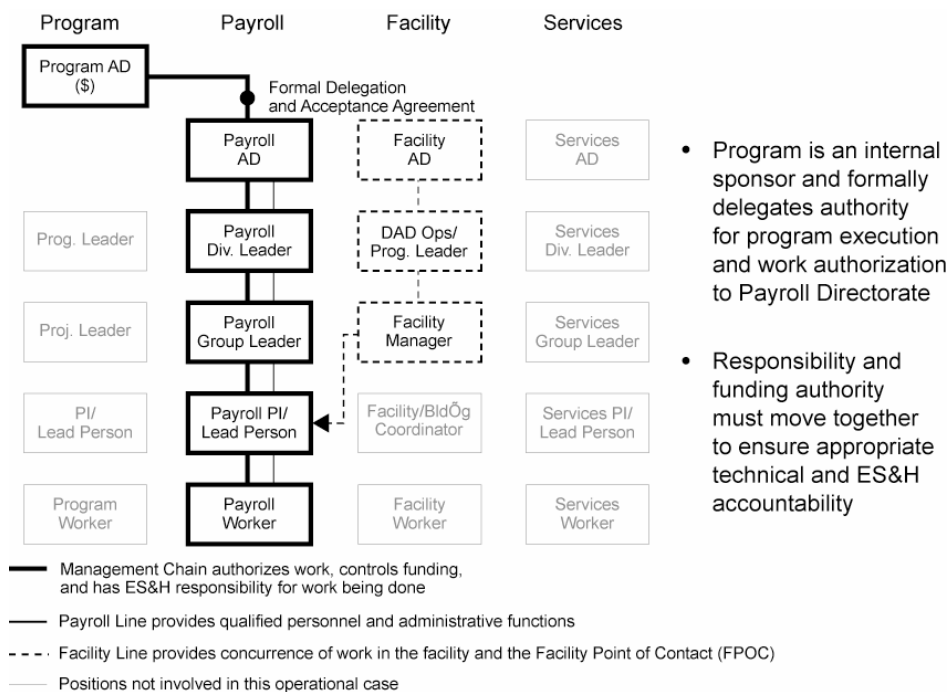 Program
Payroll
Facility
Services
Program AD
($)
Formal Delegation
and Acceptance Agreement
Payroll
AD
Facility
AD
Services
AD
Prog. Leader
Payroll
Div. Leader
DAD Ops/
Prog. Leader
Services
Div. Leader
Proj. Leader
Payroll
Group Leader
Facility
Manager
Services
Group Leader
PI/
Lead Person
Payroll PI/
Lead Person
Facility/BldÕg
Coordinator
Services PI/
Lead Person
Program
Worker
Payroll
Worker
Facility
Worker
Services
Worker
• Program is an internal
sponsor and formally
delegates authority
for program execution
and work authorization
to Payroll Directorate
• Responsibility and
funding authority
must move together
to ensure appropriate
technical and ES&H
accountability
Management Chain authorizes work, controls funding,
and has ES&H responsibility for work being done
Payroll Line provides qualified personnel and administrative functions
Facility Line provides concurrence of work in the facility and the Facility Point of Contact (FPOC)
Positions not involved in this operational case